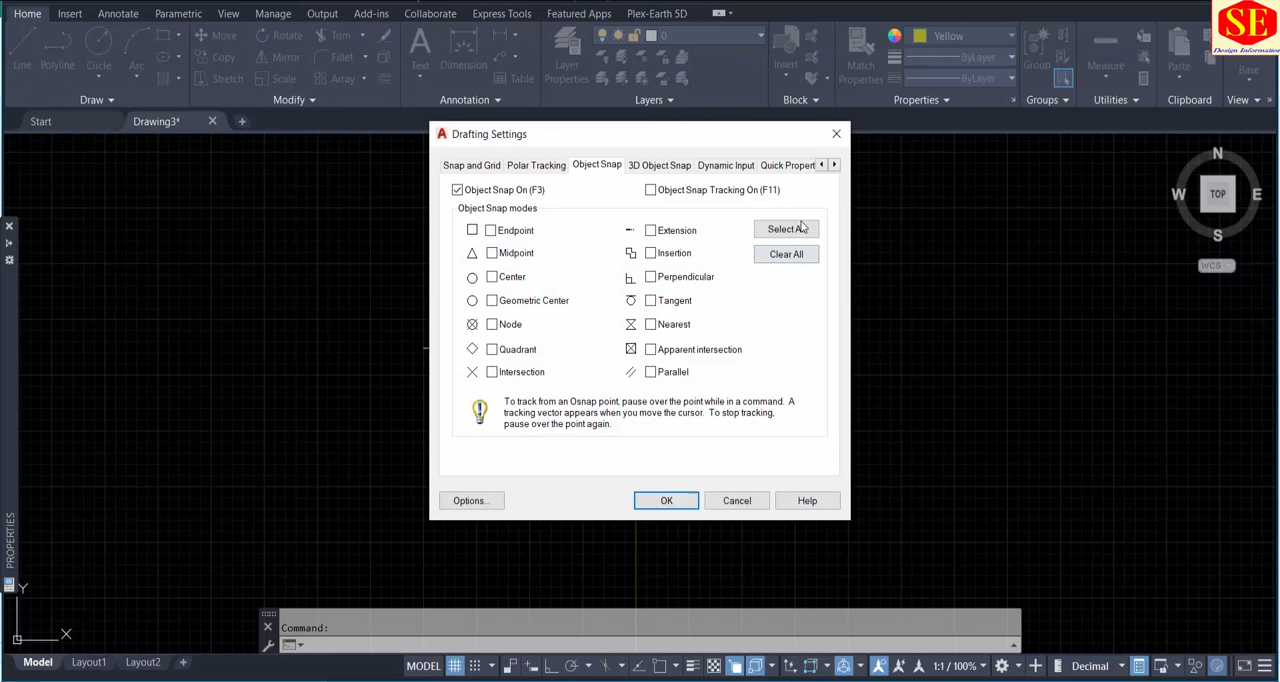 Home Insert Annotate Parametric View Manage Output Add-ins Collaborate Express Tools Featured Apps Plex-Earth 5D
SE
Design Information
Line Polyline Circle Arc
Move Rotate Trim
Copy Mirror Fillet
Stretch Scale Array
Text Dimension Table
Layer Properties
0
Insert
Match Properties
Yellow
ByLayer
ByLayer
Group
Measure
Paste
Base
Draw Modify Annotation Layers Block Properties Groups Utilities Clipboard View
Start Drawing3*
Drafting Settings
Snap and Grid Polar Tracking Object Snap 3D Object Snap Dynamic Input Quick Propert
Object Snap On (F3) Object Snap Tracking On (F11)
Object Snap modes
Endpoint Extension Select A
Midpoint Insertion Clear All
Center Perpendicular
Geometric Center Tangent
Node Nearest
Quadrant Apparent intersection
Intersection Parallel
To track from an Osnap point, pause over the point while in a command. A
tracking vector appears when you move the cursor. To stop tracking,
pause over the point again.
Options... OK Cancel Help
N
W TOP E
S
WCS
PROPERTIES
Y
X
Command:
Model Layout1 Layout2 MODEL 1:1 / 100% Decimal